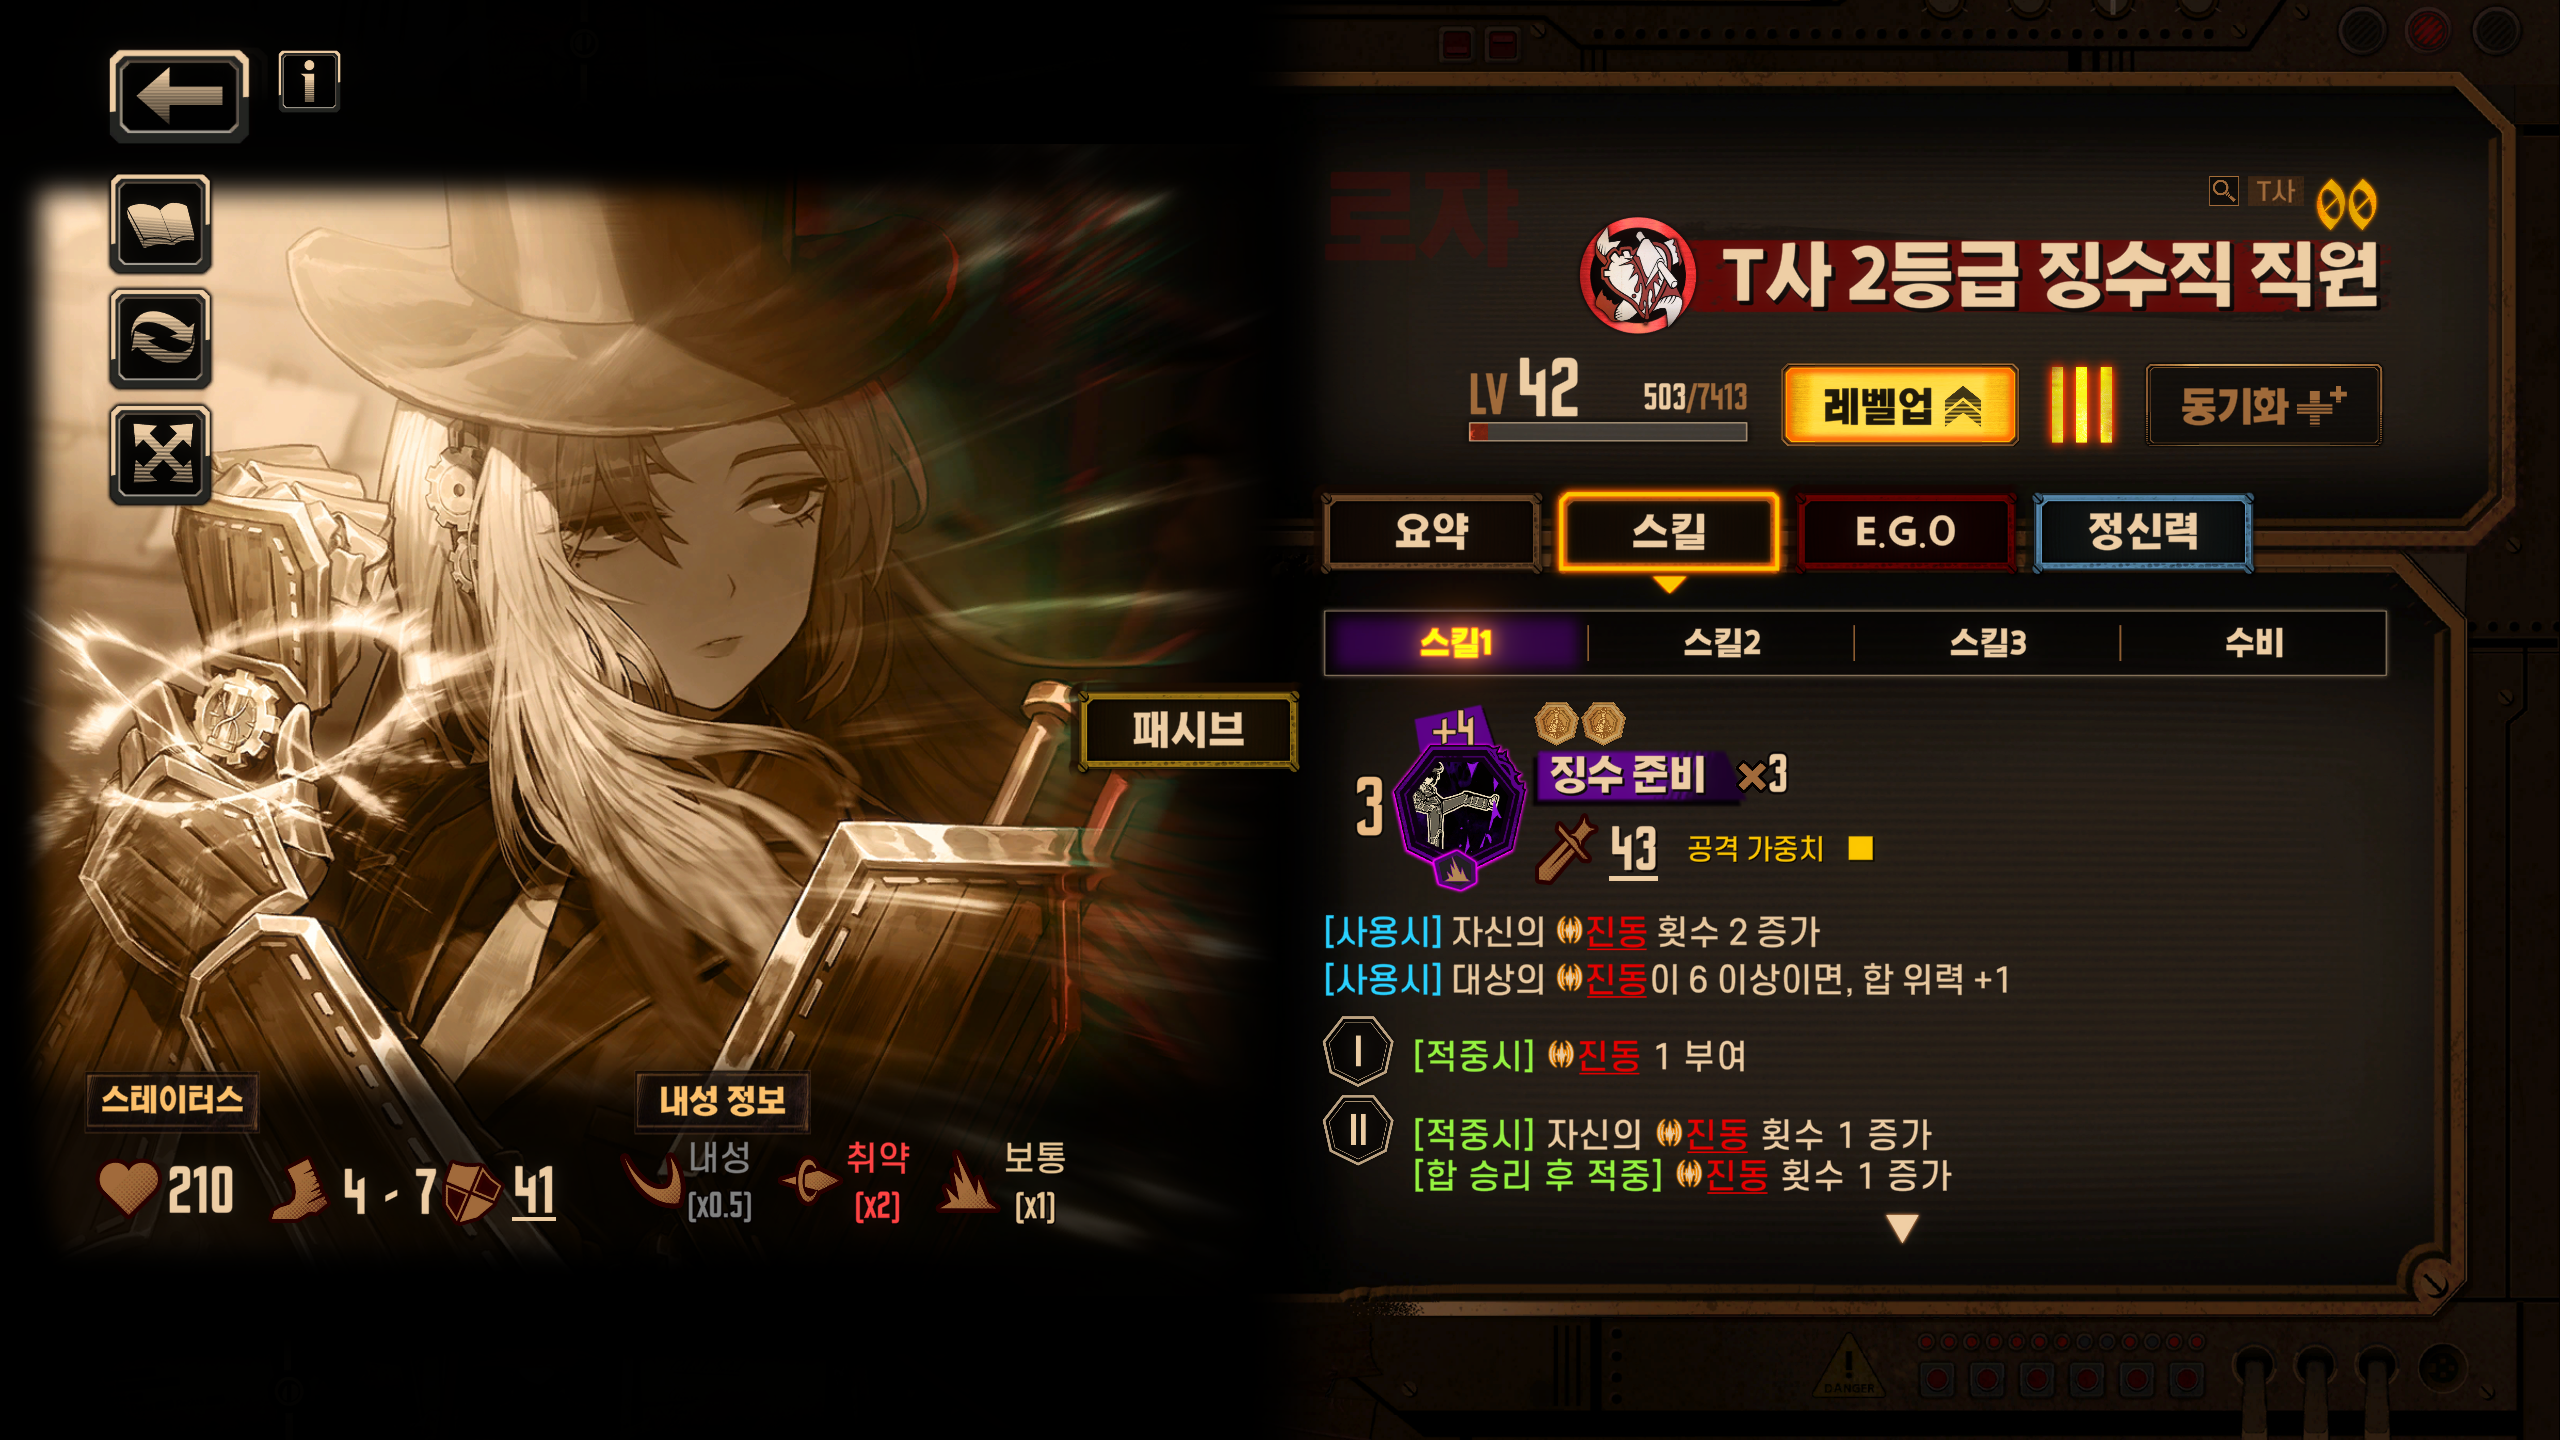 로쟈
T사
T사 2등급 징수직 직원
LV 42
503/7413
레벨업
동기화
요약
스킬
E.G.O
정신력
스킬1
스킬2
스킬3
수비
패시브
+4
3
징수 준비 ×3
43
공격 가중치
[사용시] 자신의 진동 횟수 2 증가
[사용시] 대상의 진동이 6 이상이면, 합 위력 +1
I
[적중시] 진동 1 부여
II
[적중시] 자신의 진동 횟수 1 증가
[합 승리 후 적중] 진동 횟수 1 증가
스테이터스
210
4 - 7
41
내성 정보
내성
[x0.5]
취약
[x2]
보통
[x1]
DANGER